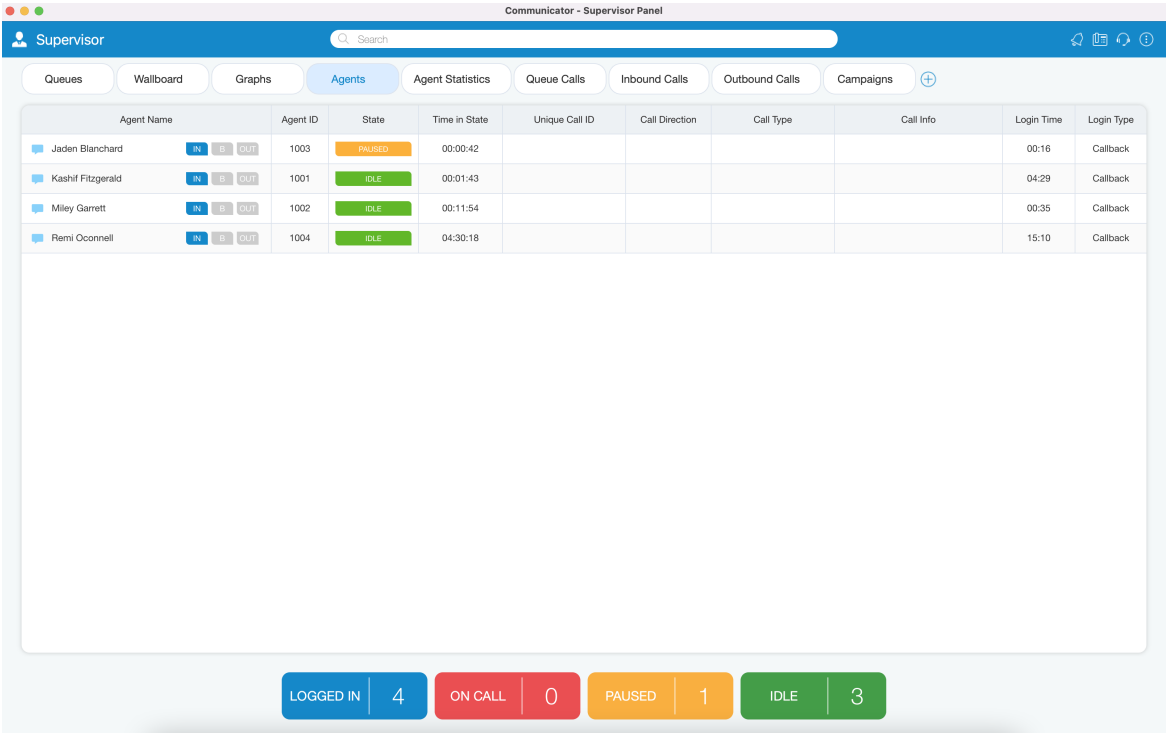 Communicator - Supervisor Panel
Supervisor Search
Queues Wallboard Graphs Agents Agent Statistics Queue Calls Inbound Calls Outbound Calls Campaigns
Agent Name Agent ID State Time in State Unique Call ID Call Direction Call Type Call Info Login Time Login Type
Jaden Blanchard IN B OUT 1003 PAUSED 00:00:42 00:16 Callback
Kashif Fitzgerald IN B OUT 1001 IDLE 00:01:43 04:29 Callback
Miley Garrett IN B OUT 1002 IDLE 00:11:54 00:35 Callback
Remi Oconnell IN B OUT 1004 IDLE 04:30:18 15:10 Callback
LOGGED IN 4 ON CALL 0 PAUSED 1 IDLE 3